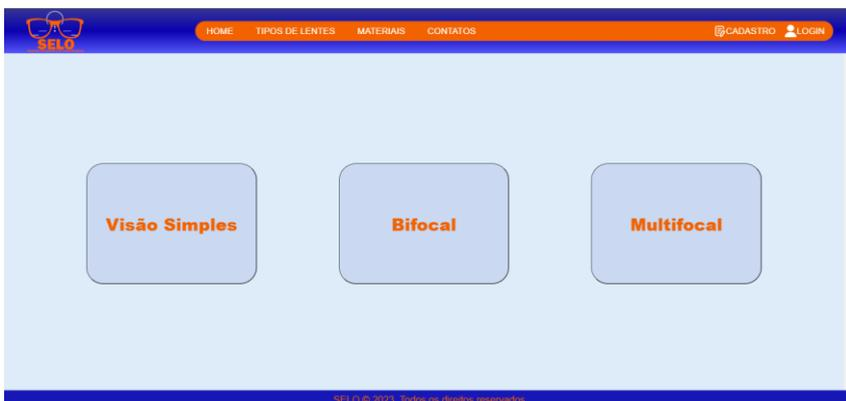 SELO
HOME TIPOS DE LENTES MATERIAIS CONTATOS CADASTRO LOGIN
Visão Simples Bifocal Multifocal
SELO © 2023. Todos os direitos reservados.